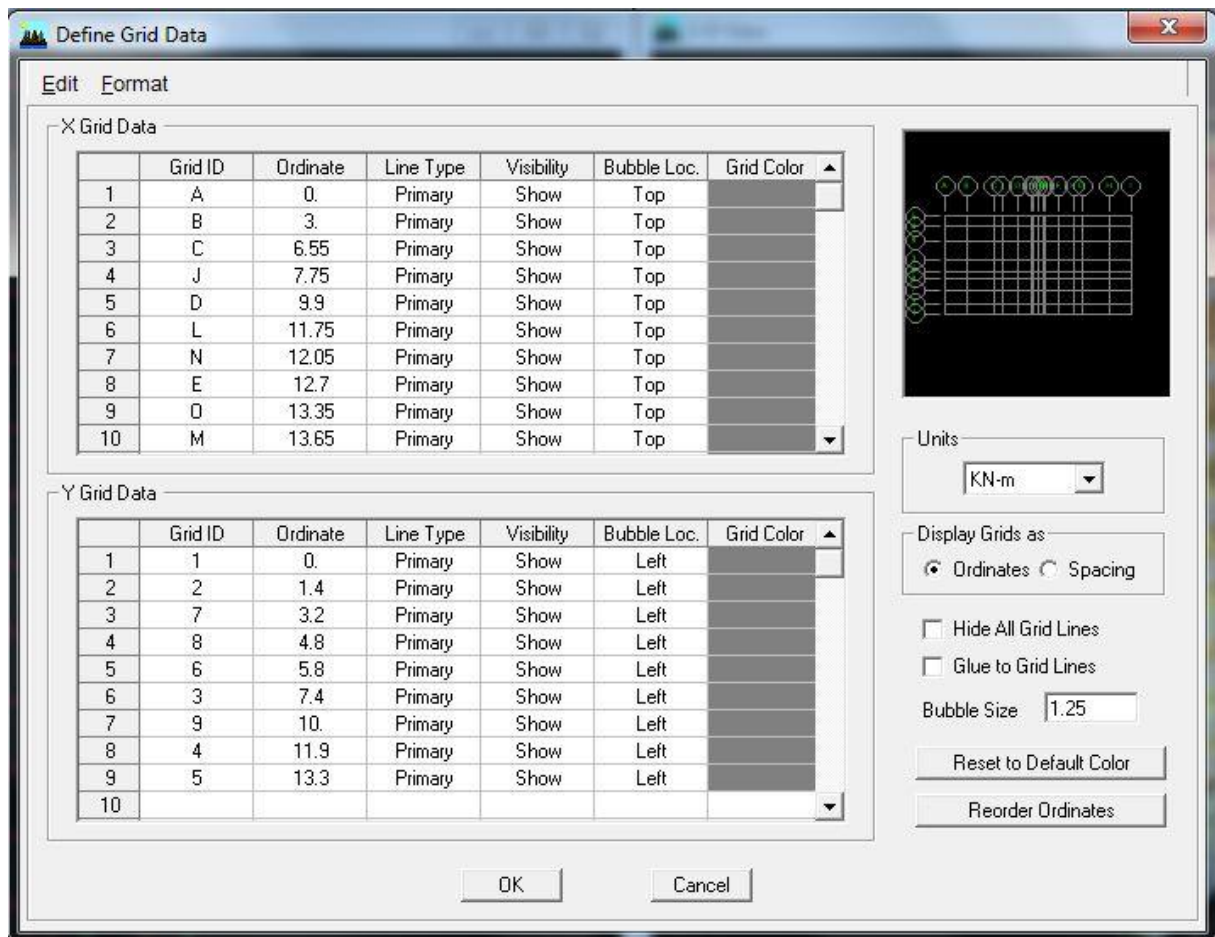 Define Grid Data
Edit Format
X Grid Data
Grid ID Ordinate Line Type Visibility Bubble Loc. Grid Color
1 A 0. Primary Show Top
2 B 3. Primary Show Top
3 C 6.55 Primary Show Top
4 J 7.75 Primary Show Top
5 D 9.9 Primary Show Top
6 L 11.75 Primary Show Top
7 N 12.05 Primary Show Top
8 E 12.7 Primary Show Top
9 O 13.35 Primary Show Top
10 M 13.65 Primary Show Top
Y Grid Data
Grid ID Ordinate Line Type Visibility Bubble Loc. Grid Color
1 1 0. Primary Show Left
2 2 1.4 Primary Show Left
3 7 3.2 Primary Show Left
4 8 4.8 Primary Show Left
5 6 5.8 Primary Show Left
6 3 7.4 Primary Show Left
7 9 10. Primary Show Left
8 4 11.9 Primary Show Left
9 5 13.3 Primary Show Left
10
Units
KN-m
Display Grids as
Ordinates Spacing
Hide All Grid Lines
Glue to Grid Lines
Bubble Size 1.25
Reset to Default Color
Reorder Ordinates
OK Cancel